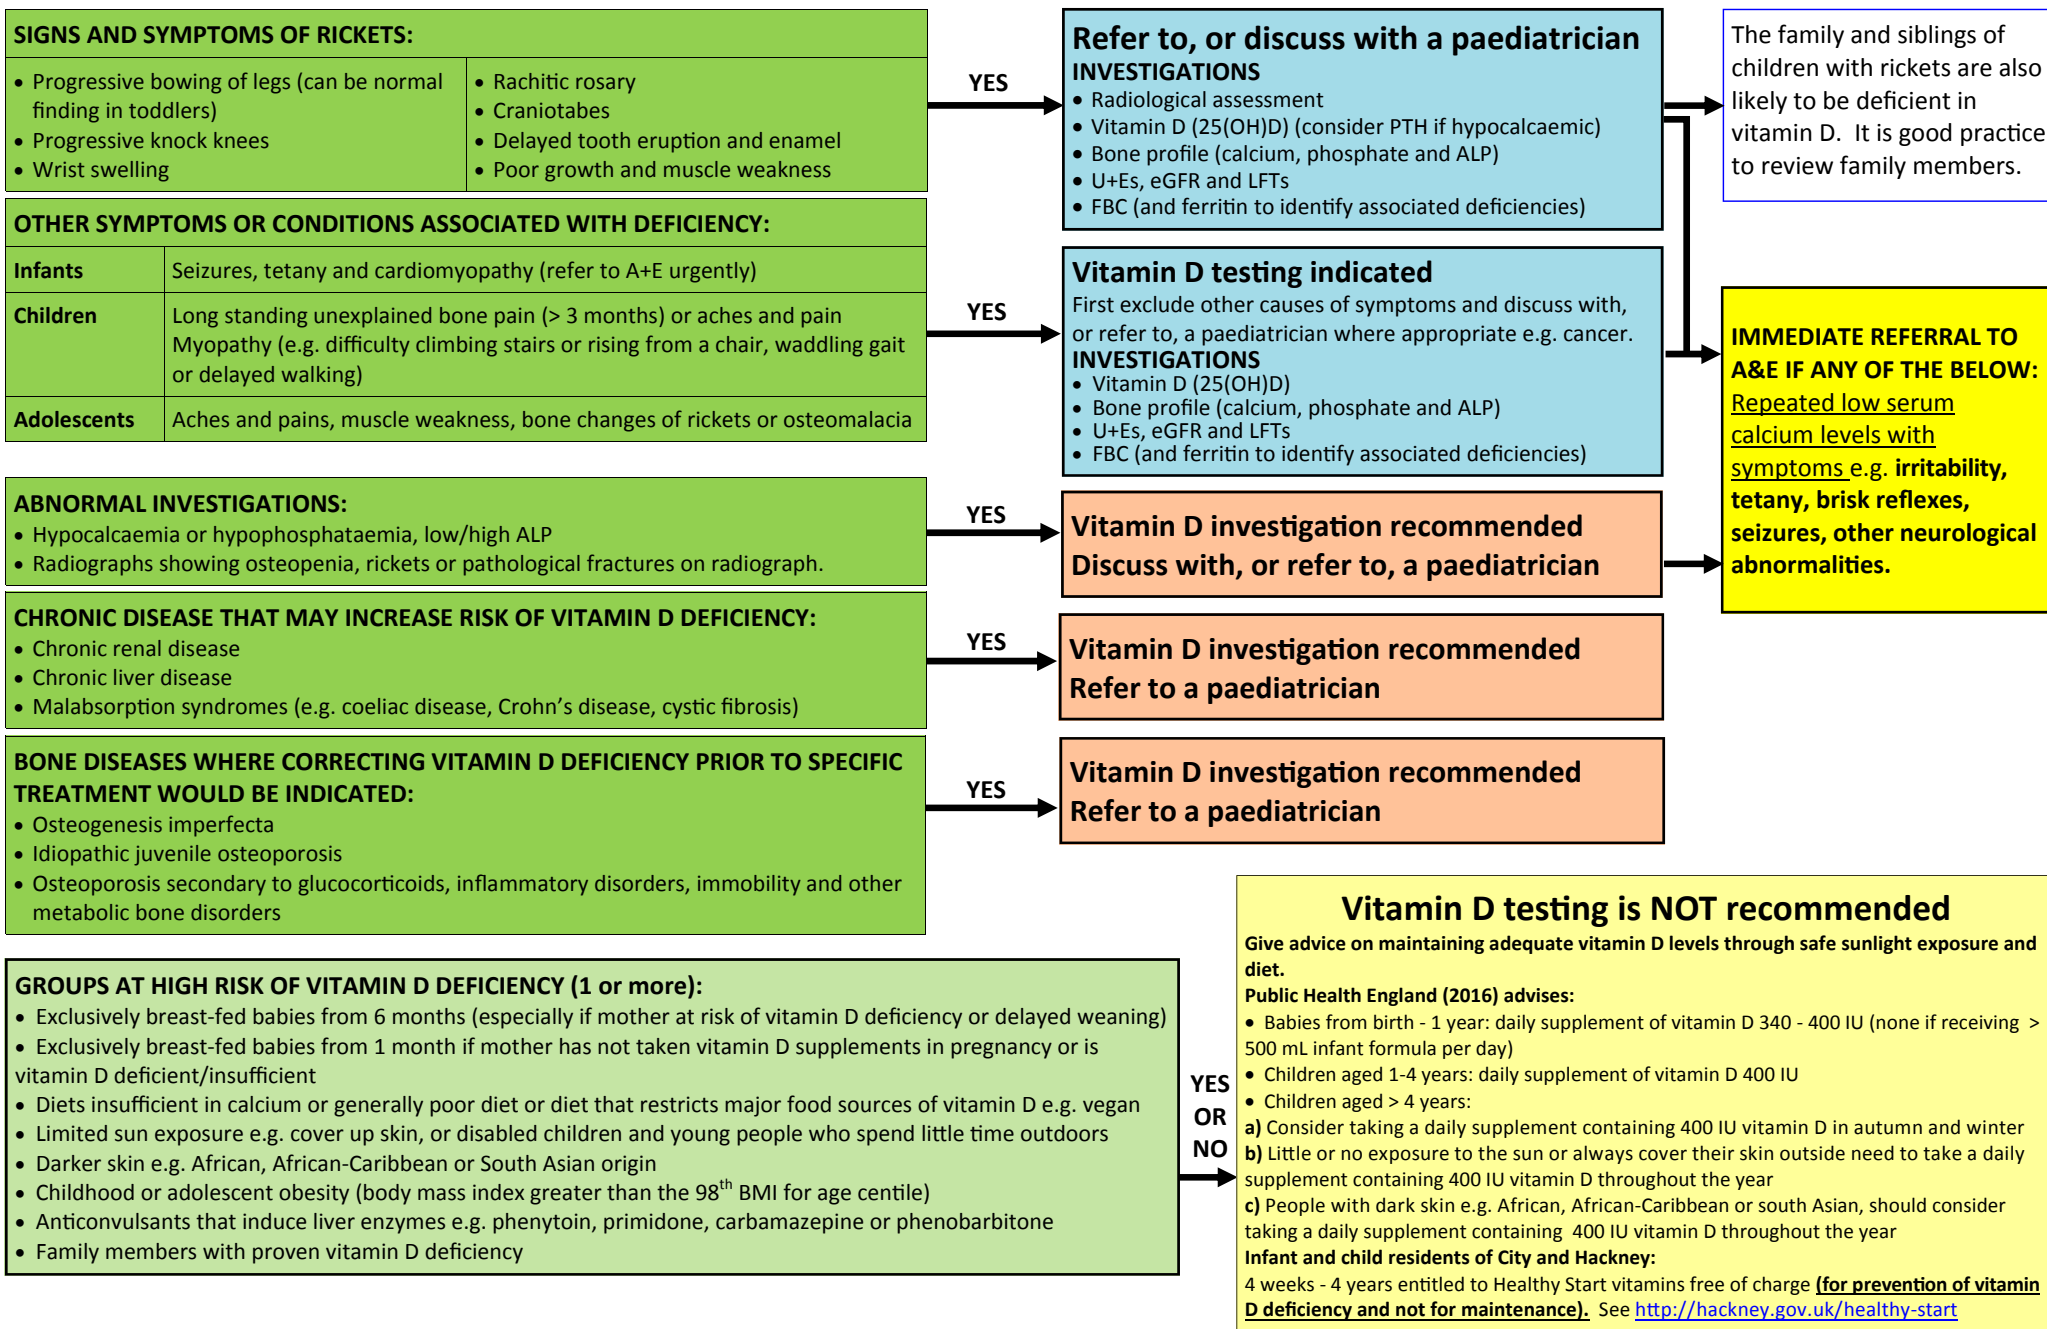 SIGNS AND SYMPTOMS OF RICKETS:
• Progressive bowing of legs (can be normal
finding in toddlers)
• Progressive knock knees
• Wrist swelling
• Rachitic rosary
• Craniotabes
• Delayed tooth eruption and enamel
• Poor growth and muscle weakness
YES
Refer to, or discuss with a paediatrician
INVESTIGATIONS
• Radiological assessment
• Vitamin D (25(OH)D) (consider PTH if hypocalcaemic)
• Bone profile (calcium, phosphate and ALP)
• U+Es, eGFR and LFTs
• FBC (and ferritin to identify associated deficiencies)
The family and siblings of
children with rickets are also
likely to be deficient in
vitamin D. It is good practice
to review family members.
OTHER SYMPTOMS OR CONDITIONS ASSOCIATED WITH DEFICIENCY:
Infants Seizures, tetany and cardiomyopathy (refer to A+E urgently)
Children Long standing unexplained bone pain (> 3 months) or aches and pain
Myopathy (e.g. difficulty climbing stairs or rising from a chair, waddling gait
or delayed walking)
Adolescents Aches and pains, muscle weakness, bone changes of rickets or osteomalacia
YES
Vitamin D testing indicated
First exclude other causes of symptoms and discuss with,
or refer to, a paediatrician where appropriate e.g. cancer.
INVESTIGATIONS
• Vitamin D (25(OH)D)
• Bone profile (calcium, phosphate and ALP)
• U+Es, eGFR and LFTs
• FBC (and ferritin to identify associated deficiencies)
IMMEDIATE REFERRAL TO
A&E IF ANY OF THE BELOW:
Repeated low serum
calcium levels with
symptoms e.g. irritability,
tetany, brisk reflexes,
seizures, other neurological
abnormalities.
ABNORMAL INVESTIGATIONS:
• Hypocalcaemia or hypophosphataemia, low/high ALP
• Radiographs showing osteopenia, rickets or pathological fractures on radiograph.
YES
Vitamin D investigation recommended
Discuss with, or refer to, a paediatrician
CHRONIC DISEASE THAT MAY INCREASE RISK OF VITAMIN D DEFICIENCY:
• Chronic renal disease
• Chronic liver disease
• Malabsorption syndromes (e.g. coeliac disease, Crohn’s disease, cystic fibrosis)
YES
Vitamin D investigation recommended
Refer to a paediatrician
BONE DISEASES WHERE CORRECTING VITAMIN D DEFICIENCY PRIOR TO SPECIFIC
TREATMENT WOULD BE INDICATED:
• Osteogenesis imperfecta
• Idiopathic juvenile osteoporosis
• Osteoporosis secondary to glucocorticoids, inflammatory disorders, immobility and other
metabolic bone disorders
YES
Vitamin D investigation recommended
Refer to a paediatrician
GROUPS AT HIGH RISK OF VITAMIN D DEFICIENCY (1 or more):
• Exclusively breast-fed babies from 6 months (especially if mother at risk of vitamin D deficiency or delayed weaning)
• Exclusively breast-fed babies from 1 month if mother has not taken vitamin D supplements in pregnancy or is
vitamin D deficient/insufficient
• Diets insufficient in calcium or generally poor diet or diet that restricts major food sources of vitamin D e.g. vegan
• Limited sun exposure e.g. cover up skin, or disabled children and young people who spend little time outdoors
• Darker skin e.g. African, African-Caribbean or South Asian origin
• Childhood or adolescent obesity (body mass index greater than the 98th BMI for age centile)
• Anticonvulsants that induce liver enzymes e.g. phenytoin, primidone, carbamazepine or phenobarbitone
• Family members with proven vitamin D deficiency
YES
OR
NO
Vitamin D testing is NOT recommended
Give advice on maintaining adequate vitamin D levels through safe sunlight exposure and
diet.
Public Health England (2016) advises:
• Babies from birth - 1 year: daily supplement of vitamin D 340 - 400 IU (none if receiving >
500 mL infant formula per day)
• Children aged 1-4 years: daily supplement of vitamin D 400 IU
• Children aged > 4 years:
a) Consider taking a daily supplement containing 400 IU vitamin D in autumn and winter
b) Little or no exposure to the sun or always cover their skin outside need to take a daily
supplement containing 400 IU vitamin D throughout the year
c) People with dark skin e.g. African, African-Caribbean or south Asian, should consider
taking a daily supplement containing 400 IU vitamin D throughout the year
Infant and child residents of City and Hackney:
4 weeks - 4 years entitled to Healthy Start vitamins free of charge (for prevention of vitamin
D deficiency and not for maintenance). See http://hackney.gov.uk/healthy-start